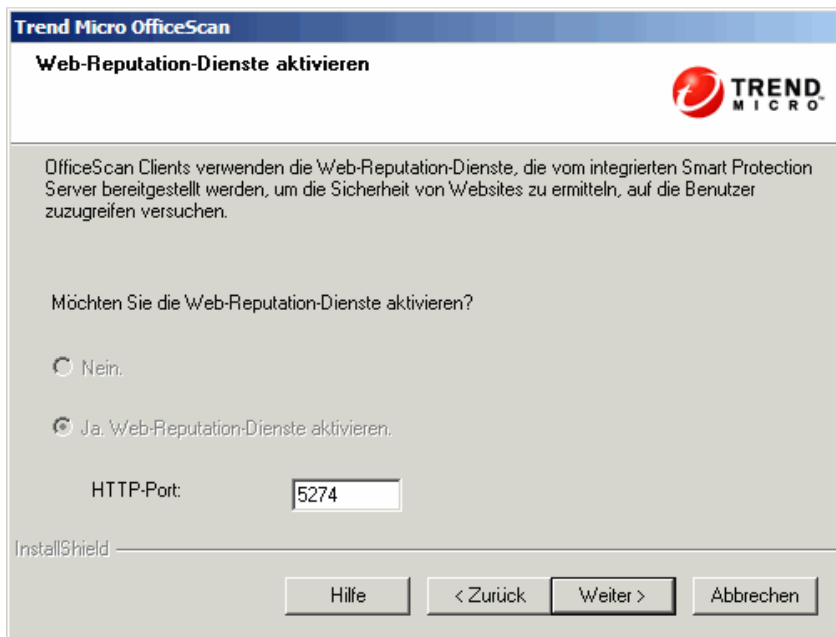 Trend Micro OfficeScan
Web-Reputation-Dienste aktivieren
TREND
MICRO™
OfficeScan Clients verwenden die Web-Reputation-Dienste, die vom integrierten Smart Protection
Server bereitgestellt werden, um die Sicherheit von Websites zu ermitteln, auf die Benutzer
zuzugreifen versuchen.
Möchten Sie die Web-Reputation-Dienste aktivieren?
Nein.
Ja. Web-Reputation-Dienste aktivieren.
HTTP-Port: 5274
InstallShield
Hilfe < Zurück Weiter > Abbrechen